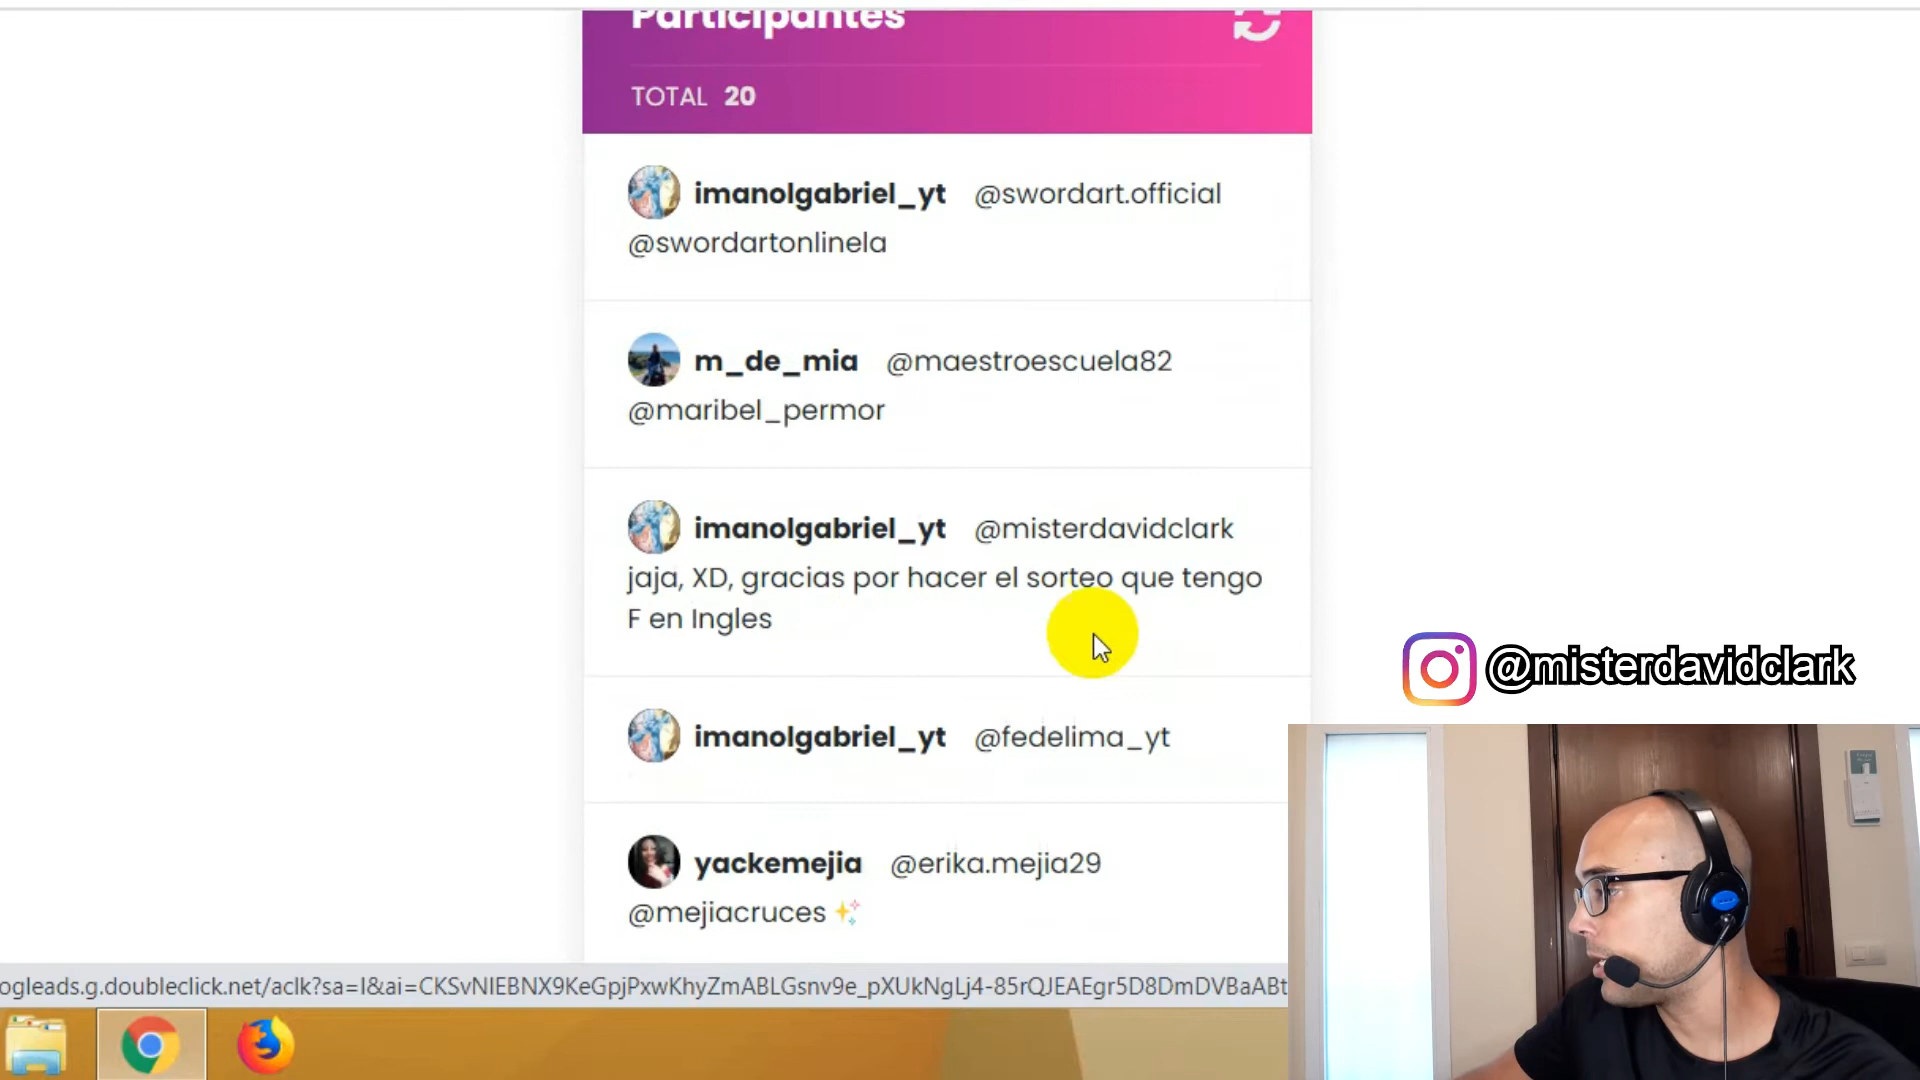 Participantes
TOTAL 20
imanolgabriel_yt @swordart.official
@swordartonlinela
m_de_mia @maestroescuela82
@maribel_permor
imanolgabriel_yt @misterdavidclark
jaja, XD, gracias por hacer el sorteo que tengo
F en Ingles
imanolgabriel_yt @fedelima_yt
yackemejia @erika.mejia29
@mejiacruces ✨
@misterdavidclark
ogleads.g.doubleclick.net/aclk?sa=l&ai=CKSvNIEBNX9KeGpjPxwKhyZmABLGsnv9e_pXUkNgLj4-85rQJEAEgr5D8DmDVBaABt